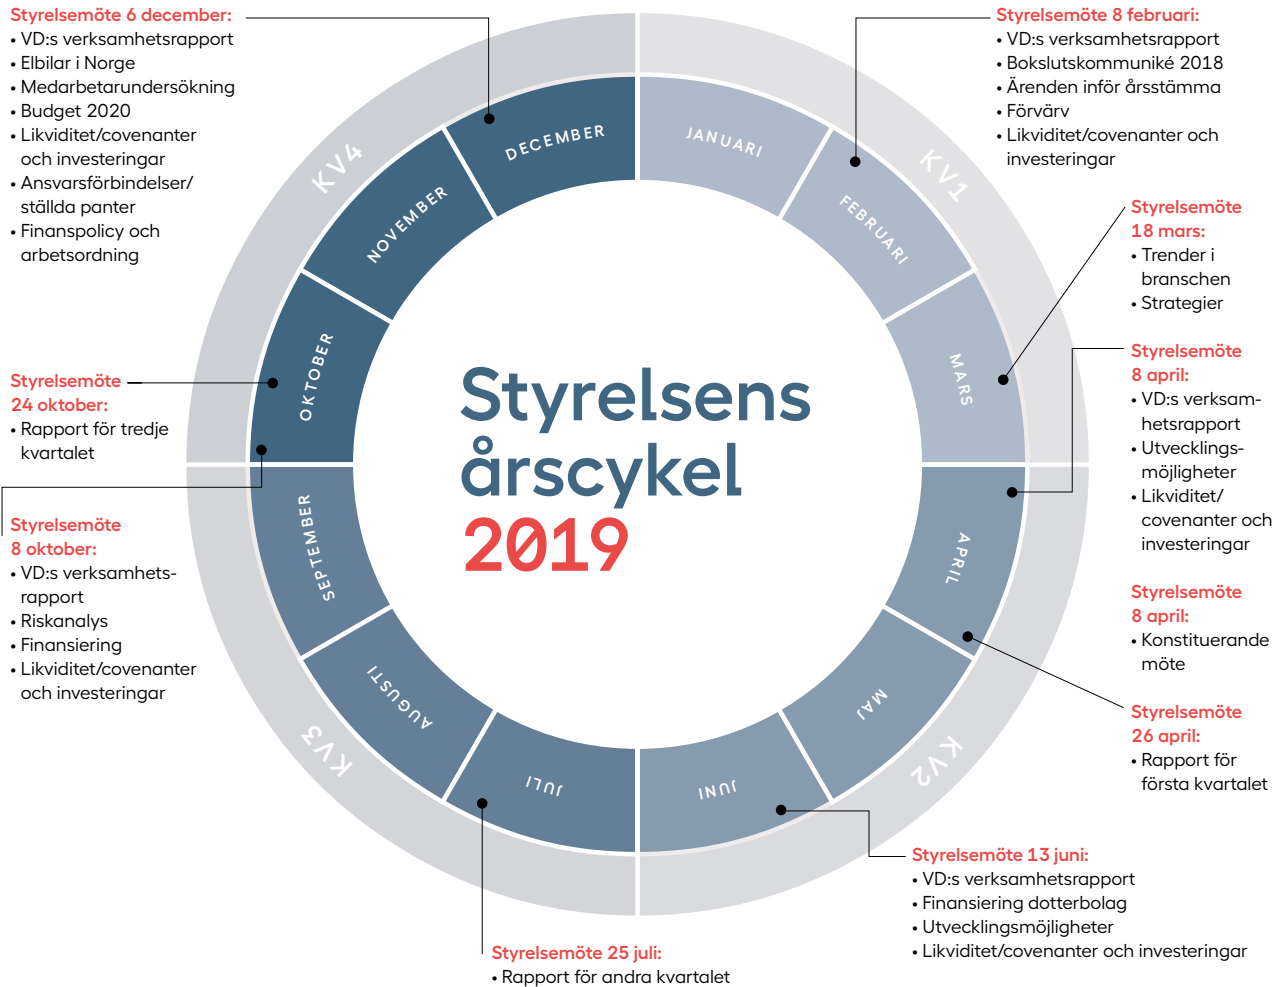 Styrelsemöte 6 december:
• VD:s verksamhetsrapport
• Elbilar i Norge
• Medarbetarundersökning
• Budget 2020
• Likviditet/covenanter
och investeringar
• Ansvarsförbindelser/
ställda panter
• Finanspolicy och
arbetsordning
Styrelsemöte 8 februari:
• VD:s verksamhetsrapport
• Bokslutskommuniké 2018
• Ärenden inför årsstämma
• Förvärv
• Likviditet/covenanter och
investeringar
Styrelsemöte
18 mars:
• Trender i
branschen
• Strategier
Styrelsemöte
8 april:
• VD:s verksam-
hetsrapport
• Utvecklings-
möjligheter
• Likviditet/
covenanter och
investeringar
Styrelsemöte
8 april:
• Konstituerande
möte
Styrelsemöte
26 april:
• Rapport för
första kvartalet
Styrelsemöte 13 juni:
• VD:s verksamhetsrapport
• Finansiering dotterbolag
• Utvecklingsmöjligheter
• Likviditet/covenanter och investeringar
Styrelsemöte 25 juli:
• Rapport för andra kvartalet
Styrelsemöte
8 oktober:
• VD:s verksamhets-
rapport
• Riskanalys
• Finansiering
• Likviditet/covenanter
och investeringar
Styrelsemöte
24 oktober:
• Rapport för tredje
kvartalet
KV1
KV2
KV3
KV4
JANUARI
FEBRUARI
MARS
APRIL
MAJ
JUNI
JULI
AUGUSTI
SEPTEMBER
OKTOBER
NOVEMBER
DECEMBER
Styrelsens
årscykel
2019